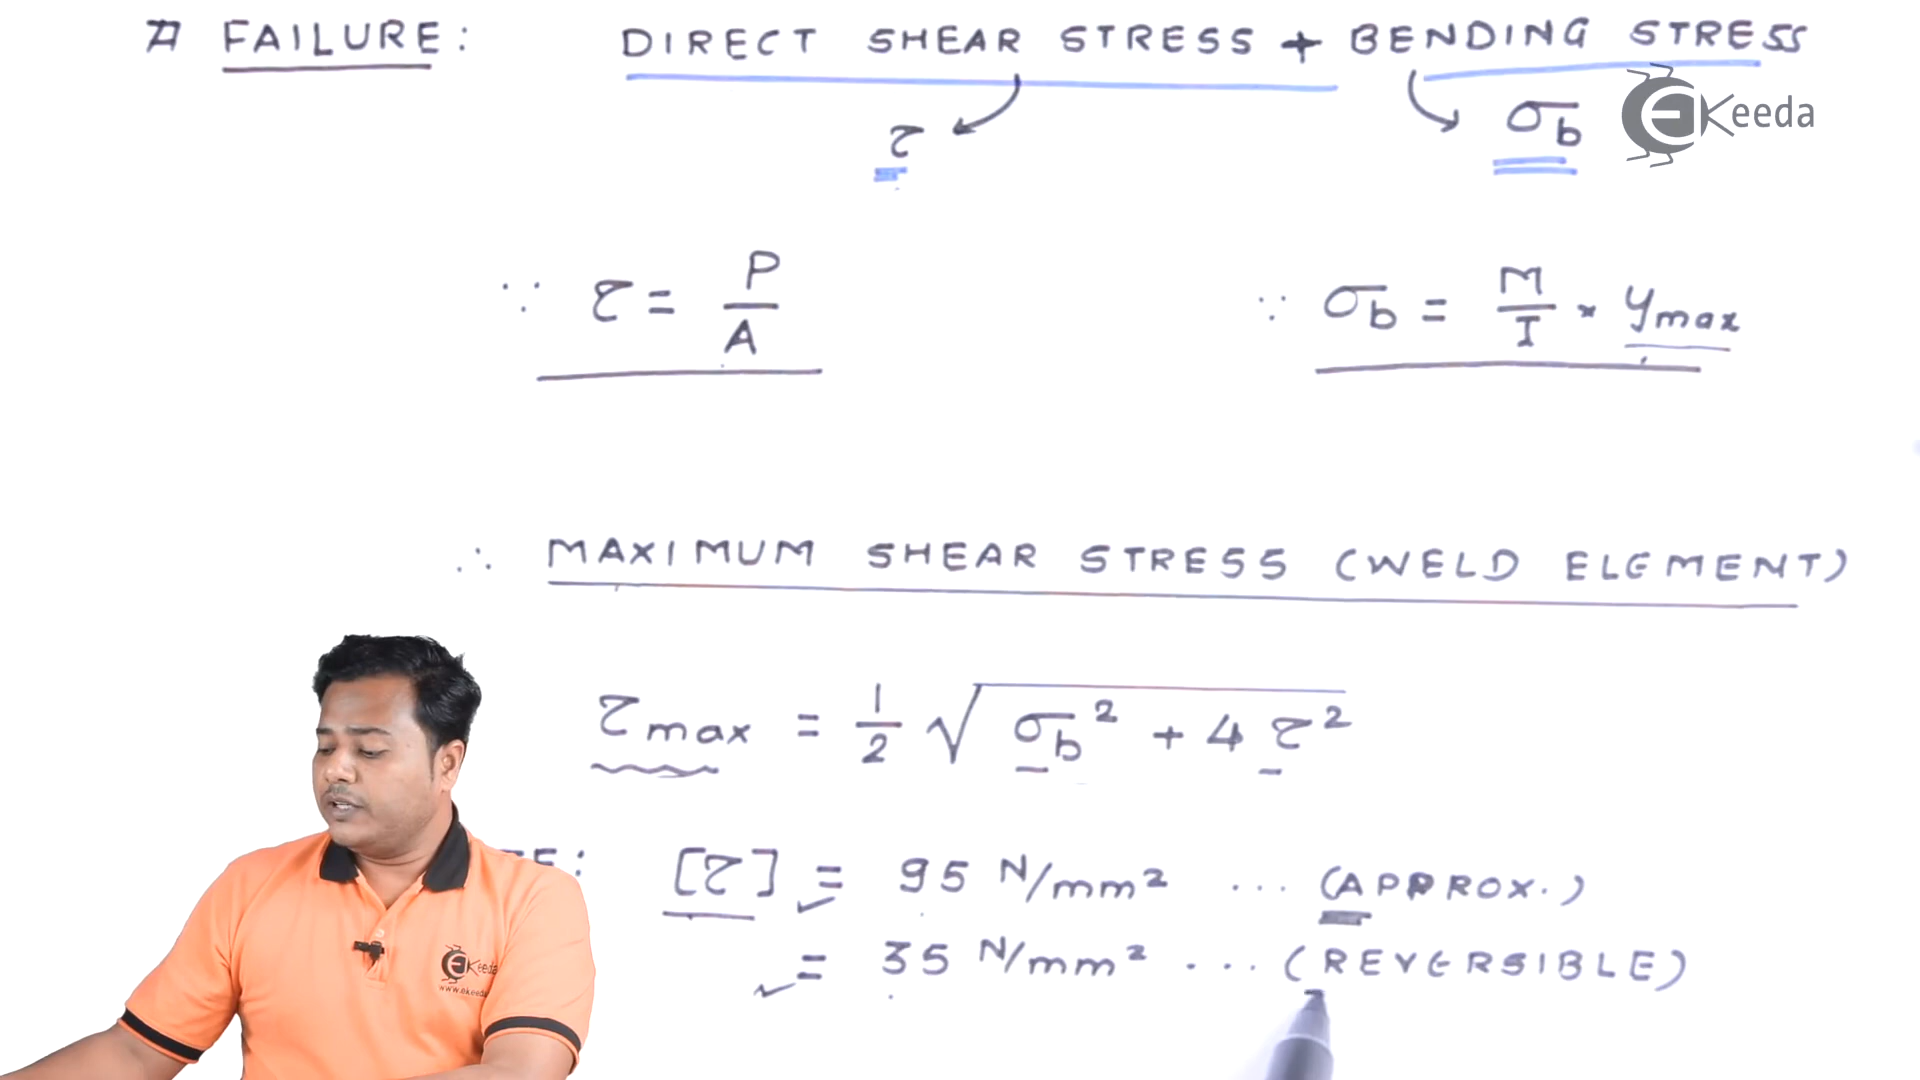 # FAILURE: DIRECT SHEAR STRESS + BENDING STRESS
τ σb
EKeeda
∵ τ = P/A ∵ σb = M/I × ymax
∴ MAXIMUM SHEAR STRESS (WELD ELEMENT)
τmax = 1/2 √(σb² + 4τ²)
[τ] = 95 N/mm² ... (APPROX.)
= 35 N/mm² ... (REVERSIBLE)
EKeeda
www.ekeeda